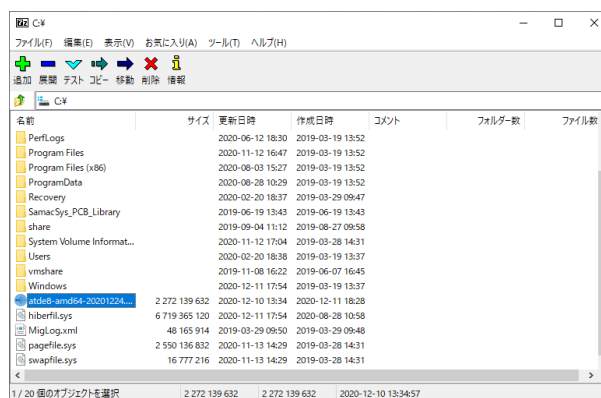 7z C:¥
ファイル(F) 編集(E) 表示(V) お気に入り(A) ツール(T) ヘルプ(H)
追加 展開 テスト コピー 移動 削除 情報
C:¥
名前 サイズ 更新日時 作成日時 コメント フォルダー数 ファイル数
PerfLogs 2020-06-12 18:30 2019-03-19 13:52
Program Files 2020-11-12 16:47 2019-03-19 13:52
Program Files (x86) 2020-08-03 15:27 2019-03-19 13:52
ProgramData 2020-08-28 10:29 2019-03-19 13:52
Recovery 2020-02-20 18:37 2019-03-29 09:47
SamacSys_PCB_Library 2019-06-19 13:43 2019-06-19 13:43
share 2019-09-04 11:12 2019-08-27 09:58
System Volume Informat... 2020-11-12 17:04 2019-03-28 14:31
Users 2020-02-20 18:38 2019-03-19 13:37
vmshare 2019-11-08 16:22 2019-06-07 16:45
Windows 2020-12-11 17:54 2019-03-19 13:37
atde8-amd64-20201224.... 2 272 139 632 2020-12-10 13:34 2020-12-11 18:28
hiberfil.sys 6 719 365 120 2020-12-11 17:54 2020-08-28 10:58
MigLog.xml 48 165 914 2019-03-29 09:50 2019-03-29 09:48
pagefile.sys 2 550 136 832 2020-11-13 14:29 2019-03-28 14:31
swapfile.sys 16 777 216 2020-11-13 14:29 2019-03-28 14:31
1 / 20 個のオブジェクトを選択 2 272 139 632 2 272 139 632 2020-12-10 13:34:57